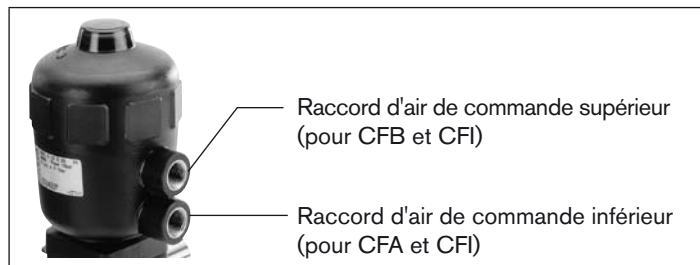 Raccord d'air de commande supérieur
(pour CFB et CFI)
Raccord d'air de commande inférieur
(pour CFA et CFI)